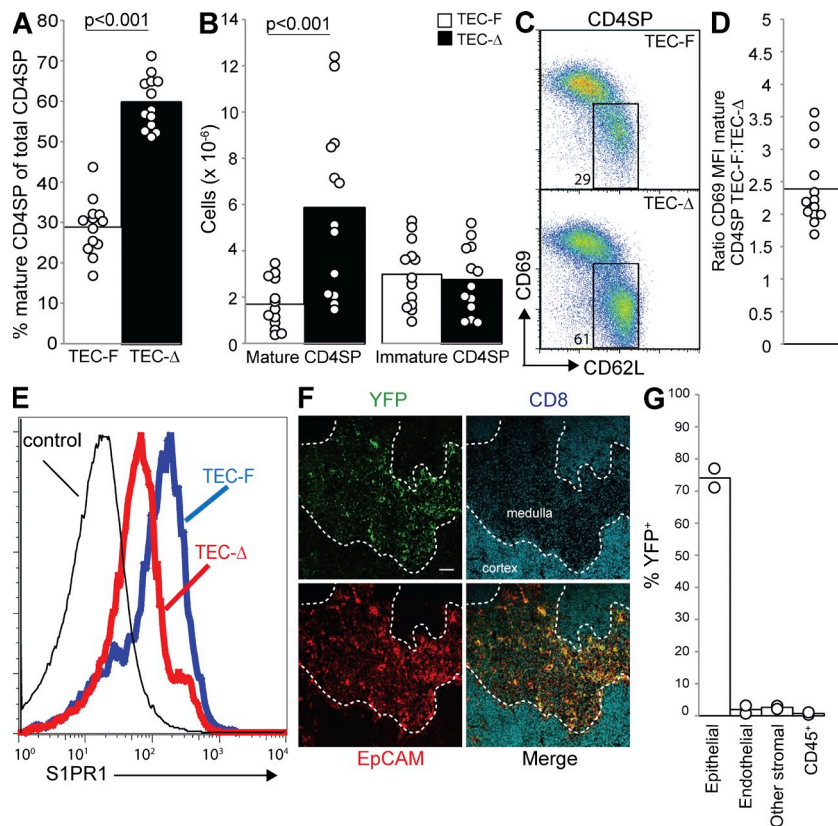 A
p<0.001
% mature CD4SP of total CD4SP
80
70
60
50
40
30
20
10
0
TEC-F
TEC-Δ
B
p<0.001
TEC-F
TEC-Δ
Cells (x 10⁻⁶)
14
12
10
8
6
4
2
0
Mature CD4SP
Immature CD4SP
C
CD4SP
TEC-F
29
TEC-Δ
61
CD69
CD62L
D
Ratio CD69 MFI mature
CD4SP TEC-F:TEC-Δ
5
4.5
4
3.5
3
2.5
2
1.5
1
0.5
0
E
control
TEC-F
TEC-Δ
10⁰
10¹
10²
10³
10⁴
S1PR1
F
YFP
CD8
medulla
cortex
EpCAM
Merge
G
% YFP⁺
100
90
80
70
60
50
40
30
20
10
0
Epithelial
Endothelial
Other stromal
CD45⁺